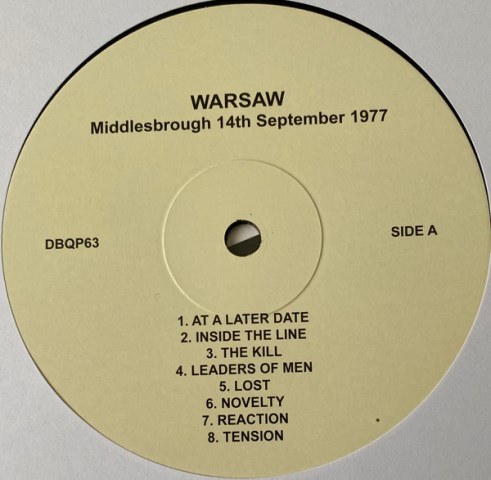 WARSAW
Middlesbrough 14th September 1977
DBQP63
SIDE A
1. AT A LATER DATE
2. INSIDE THE LINE
3. THE KILL
4. LEADERS OF MEN
5. LOST
6. NOVELTY
7. REACTION
8. TENSION